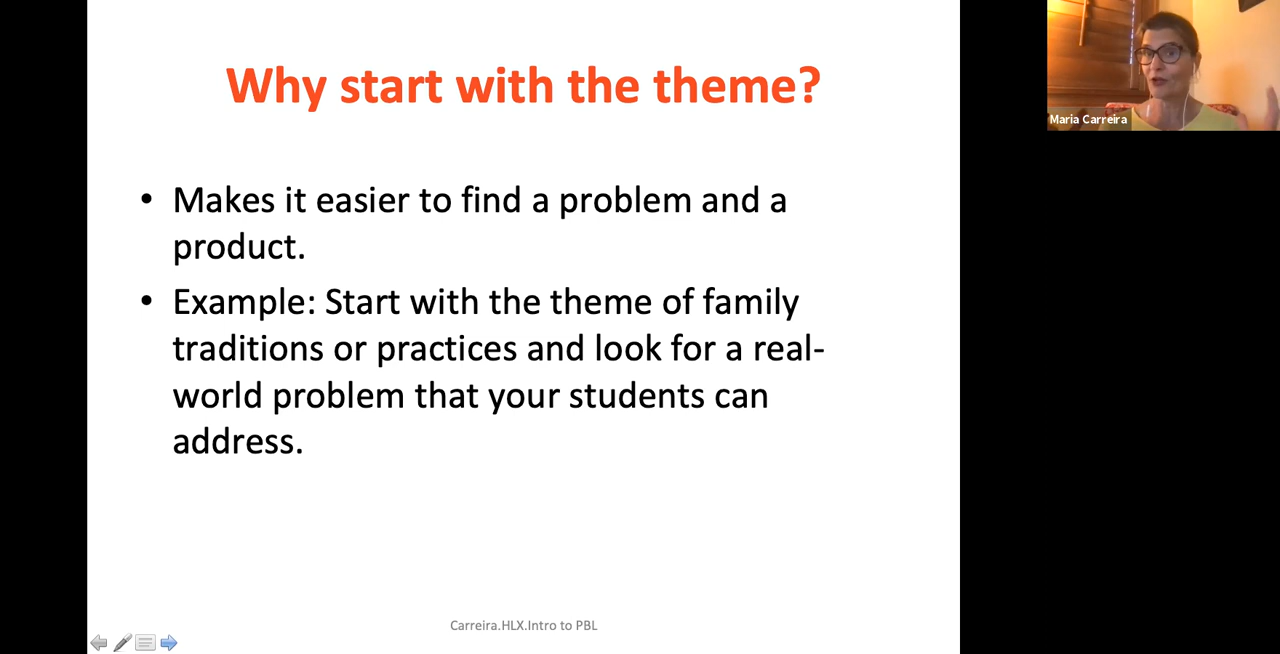 Why start with the theme?
Maria Carreira
• Makes it easier to find a problem and a
product.
• Example: Start with the theme of family
traditions or practices and look for a real-
world problem that your students can
address.
Carreira.HLX.Intro to PBL